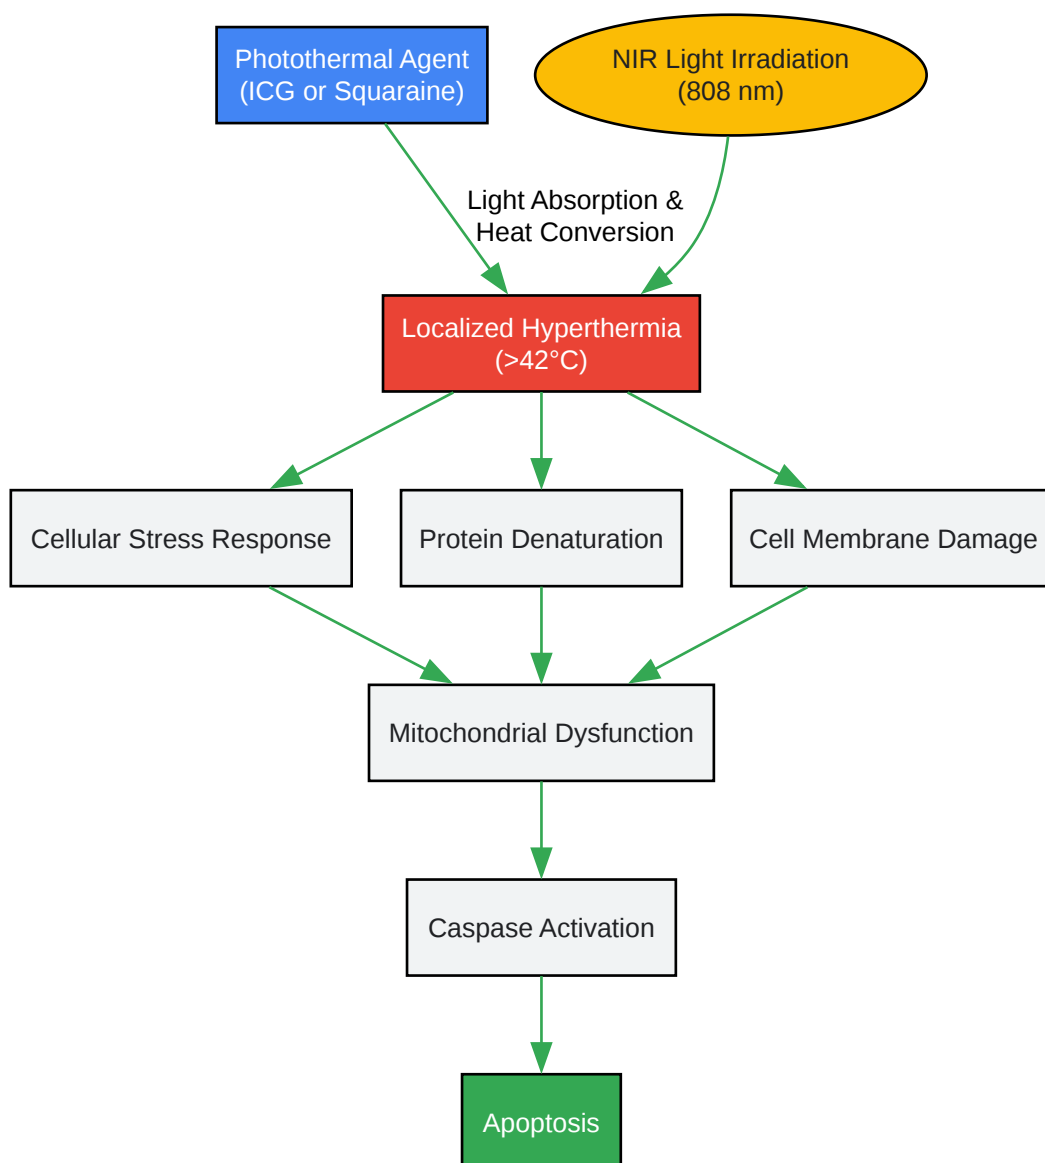 Photothermal Agent
(ICG or Squaraine)
NIR Light Irradiation
(808 nm)
Light Absorption &
Heat Conversion
Localized Hyperthermia
(>42°C)
Cellular Stress Response
Protein Denaturation
Cell Membrane Damage
Mitochondrial Dysfunction
Caspase Activation
Apoptosis